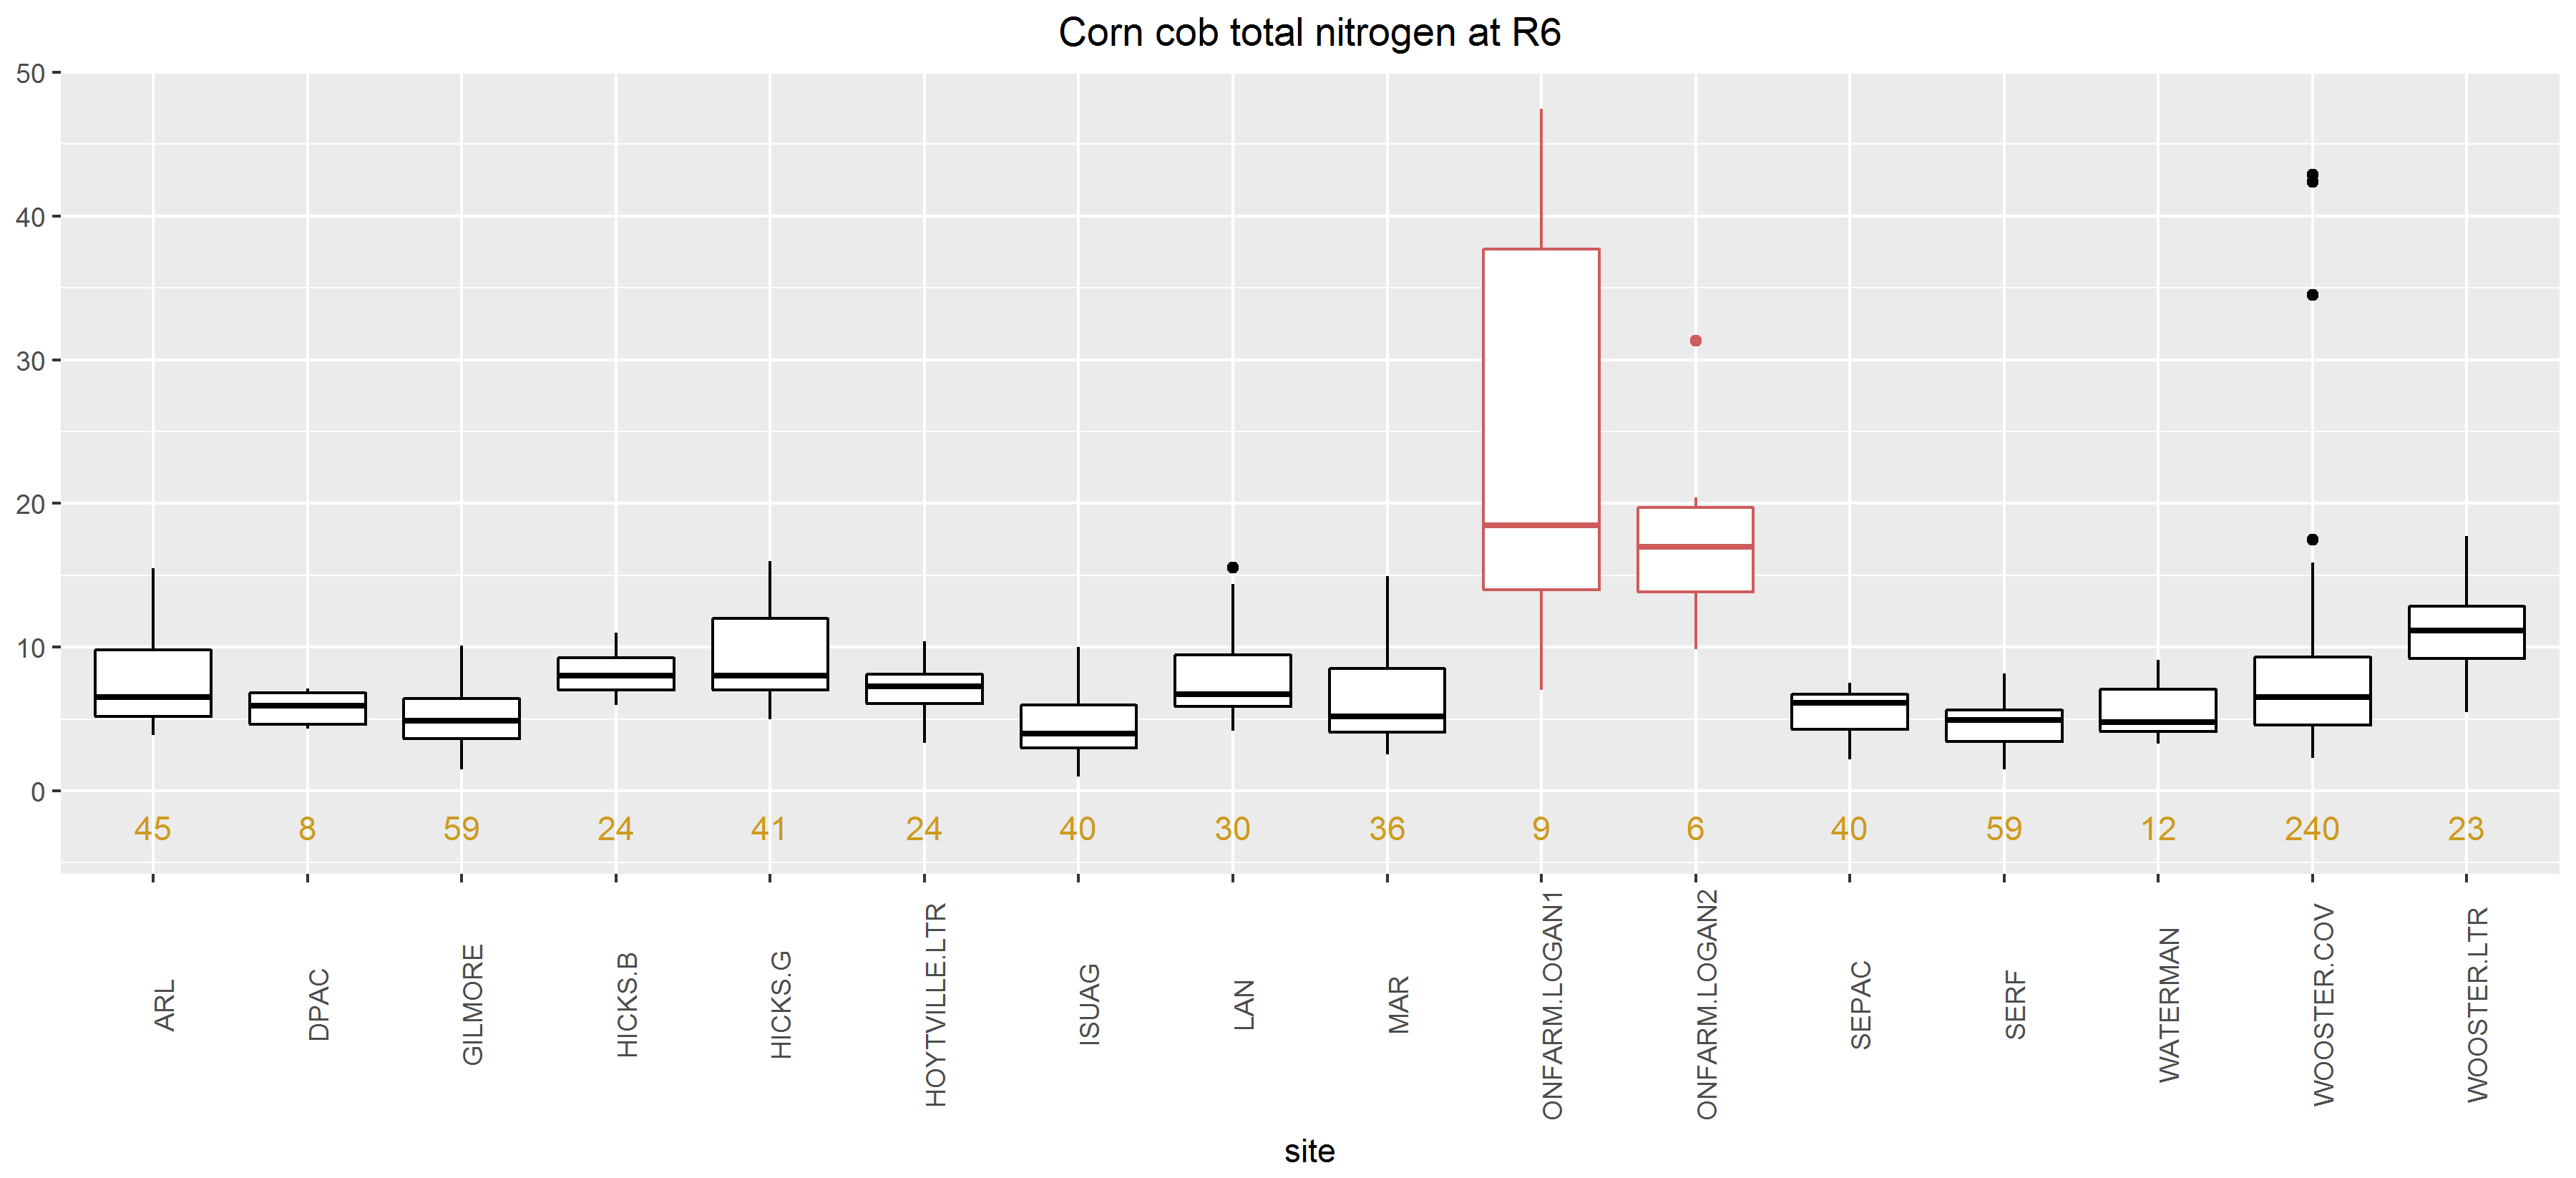 Corn cob total nitrogen at R6
50
40
30
20
10
0
45 8 59 24 41 24 40 30 36 9 6 40 59 12 240 23
ARL
DPAC
GILMORE
HICKS.B
HICKS.G
HOYTVILLE.LTR
ISUAG
LAN
MAR
ONFARM.LOGAN1
ONFARM.LOGAN2
SEPAC
SERF
WATERMAN
WOOSTER.COV
WOOSTER.LTR
site